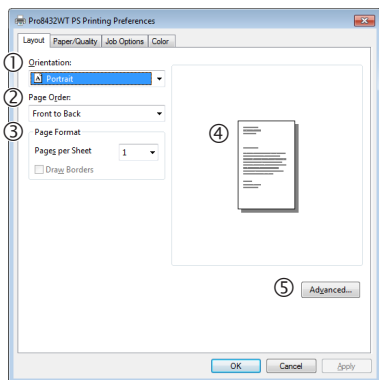 Pro8432WT PS Printing Preferences
Layout Paper/Quality Job Options Color
① Orientation:
A Portrait
② Page Order:
Front to Back
③ Page Format
Pages per Sheet 1
Draw Borders
④
⑤ Advanced...
OK Cancel Apply